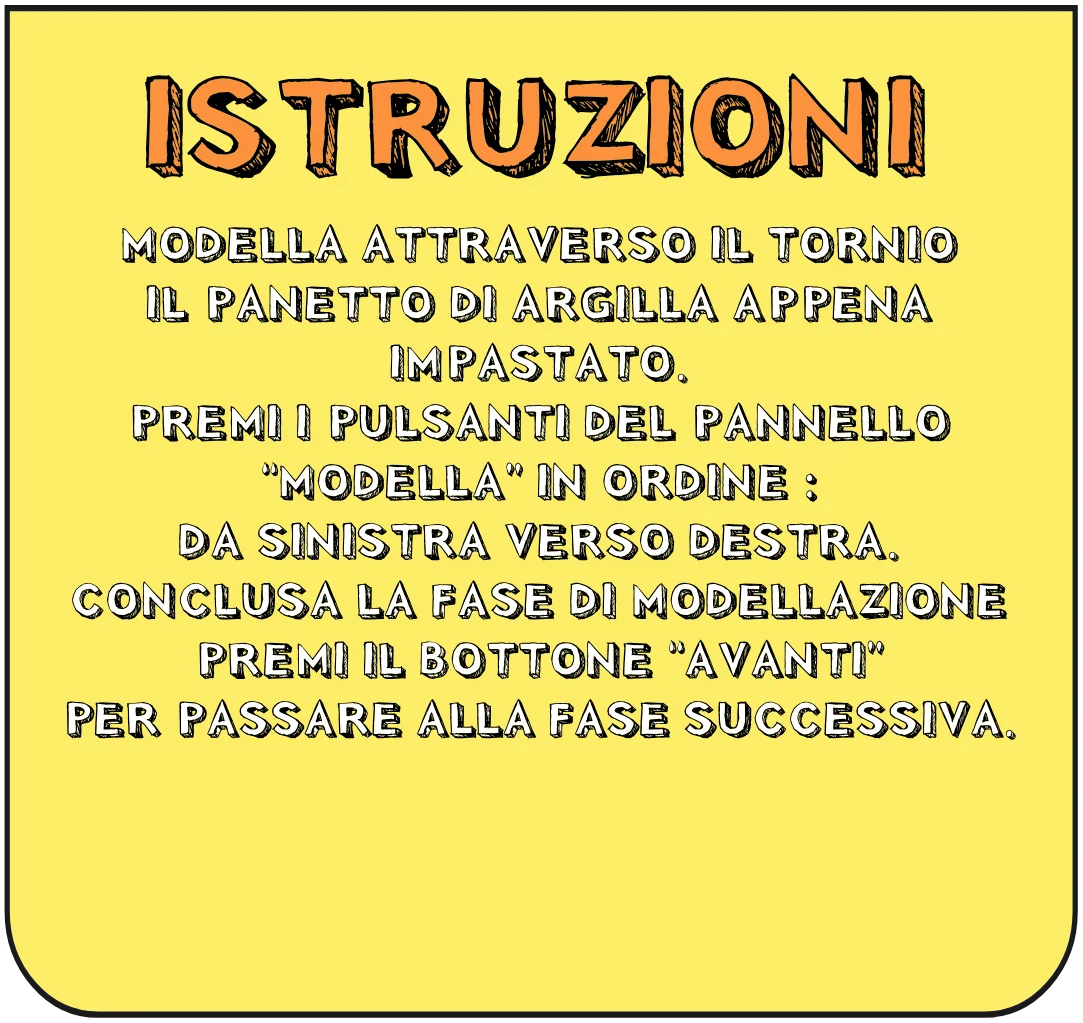 ISTRUZIONI
MODELLA ATTRAVERSO IL TORNIO
IL PANETTO DI ARGILLA APPENA
IMPASTATO.
PREMI I PULSANTI DEL PANNELLO
"MODELLA" IN ORDINE :
DA SINISTRA VERSO DESTRA.
CONCLUSA LA FASE DI MODELLAZIONE
PREMI IL BOTTONE "AVANTI"
PER PASSARE ALLA FASE SUCCESSIVA.